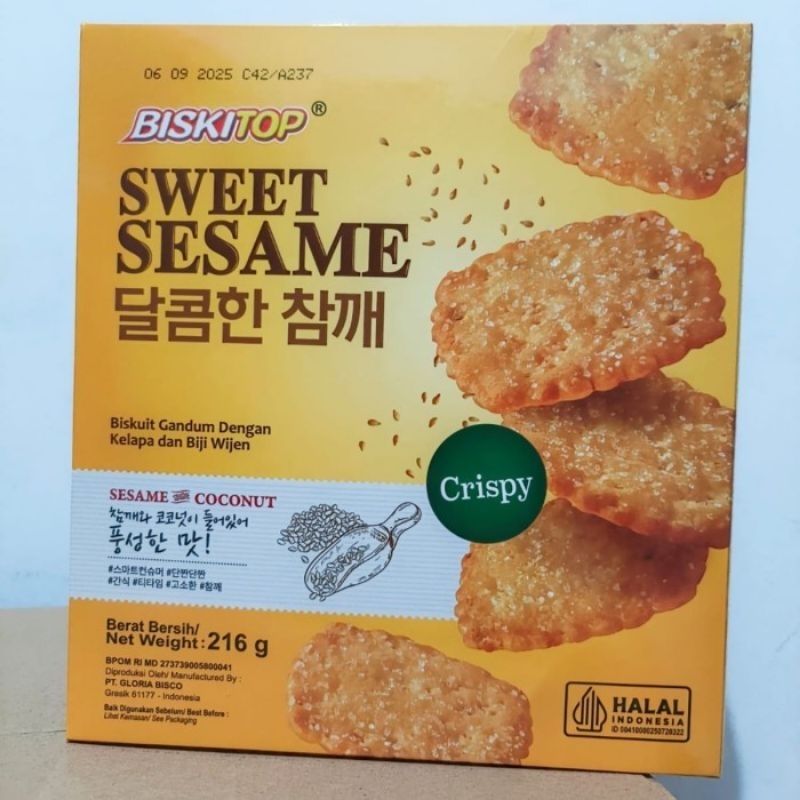 06 09 2025 C42/A237
BISKITOP®
SWEET
SESAME
달콤한 참깨
Biskuit Gandum Dengan
Kelapa dan Biji Wijen
Crispy
SESAME COCONUT
참깨와 코코넛이 들어있어
풍성한 맛!
#스마트컨슈머 #단짠단짠
#간식 #티타임 #고소한 #참깨
Berat Bersih/
Net Weight : 216 g
BPOM RI MD 273739005800041
Diproduksi Oleh/ Manufactured By :
PT. GLORIA BISCO
Gresik 61177 - Indonesia
Baik Digunakan Sebelum/ Best Before :
Lihat Kemasan/ See Packaging
HALAL
INDONESIA
ID 00410080250728322